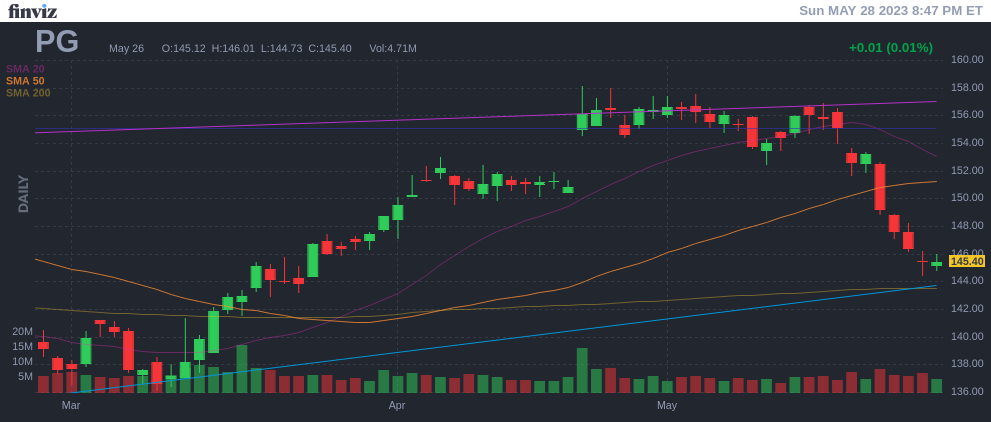 finviz
Sun MAY 28 2023 8:47 PM ET
PG
May 26 O:145.12 H:146.01 L:144.73 C:145.40 Vol:4.71M
+0.01 (0.01%)
SMA 20
SMA 50
SMA 200
DAILY
160.00
158.00
156.00
154.00
152.00
150.00
148.00
146.00
145.40
144.00
142.00
140.00
138.00
136.00
20M
15M
10M
5M
Mar
Apr
May